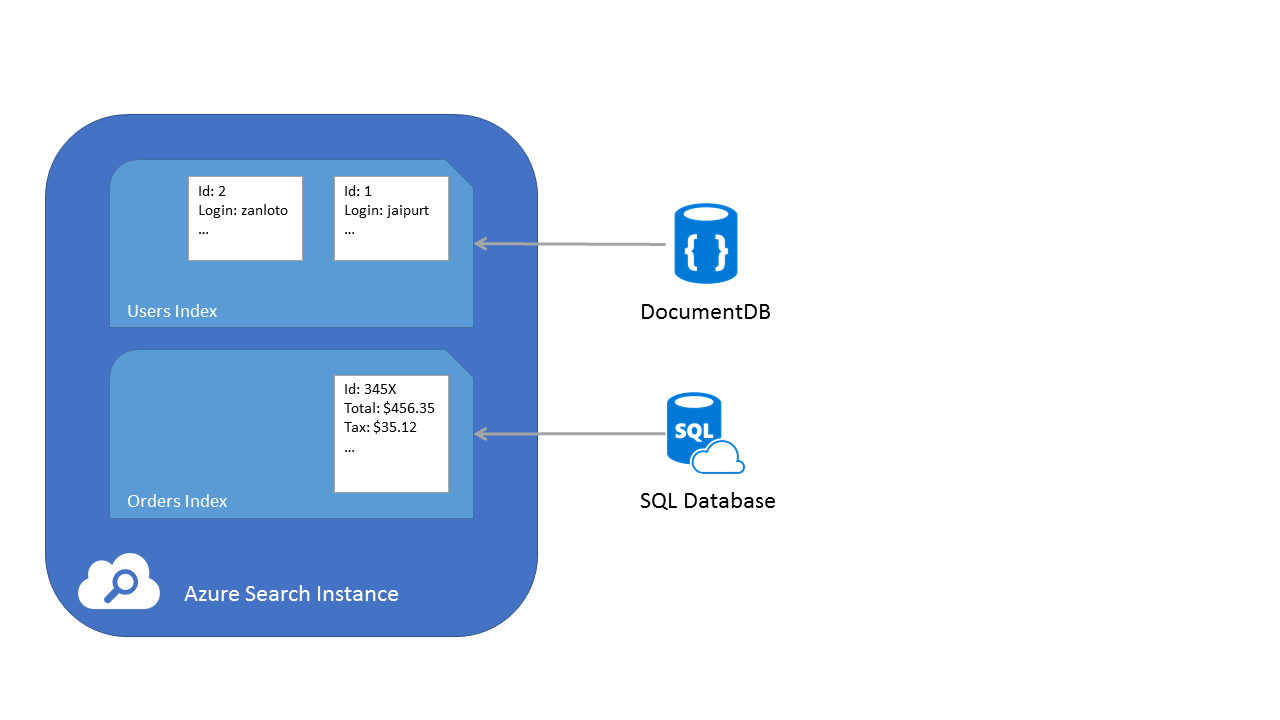 Id: 2
Login: zanloto
...
Id: 1
Login: jaipurt
...
Users Index
{ }
DocumentDB
Id: 345X
Total: $456.35
Tax: $35.12
...
Orders Index
SQL
SQL Database
Azure Search Instance